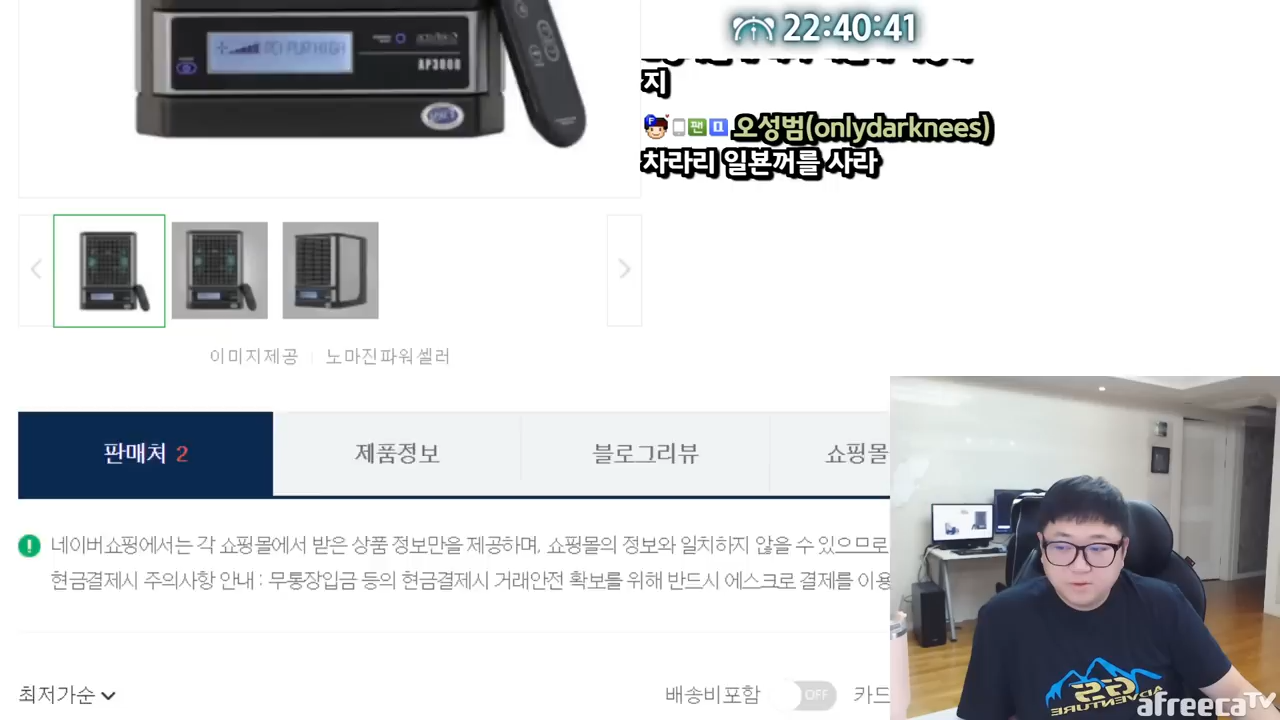 22:40:41
AP3000
지
오성범(onlydarknees)
차라리 일본꺼를 사라
이미지제공
노마진파워셀러
판매처 2
제품정보
블로그리뷰
쇼핑몰
네이버쇼핑에서는 각 쇼핑몰에서 받은 상품 정보만을 제공하며, 쇼핑몰의 정보와 일치하지 않을 수 있으므로
현금결제시 주의사항 안내 : 무통장입금 등의 현금결제시 거래안전 확보를 위해 반드시 에스크로 결제를 이용
최저가순
배송비포함
OFF
카드
ADVENTURE
afreecaTV